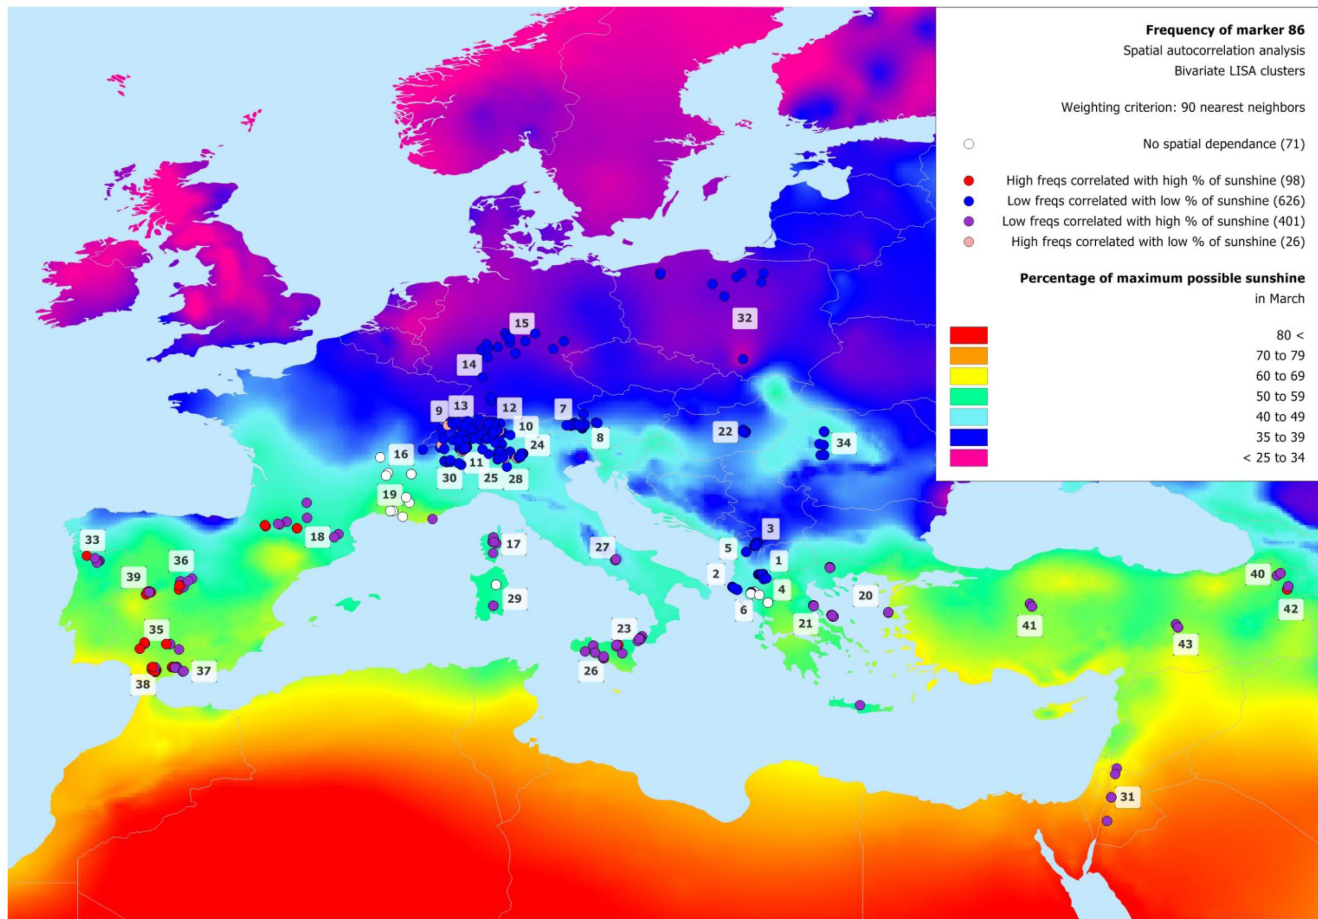 Frequency of marker 86
Spatial autocorrelation analysis
Bivariate LISA clusters
Weighting criterion: 90 nearest neighbors
No spatial dependance (71)
High freqs correlated with high % of sunshine (98)
Low freqs correlated with low % of sunshine (626)
Low freqs correlated with high % of sunshine (401)
High freqs correlated with low % of sunshine (26)
Percentage of maximum possible sunshine
in March
80 <
70 to 79
60 to 69
50 to 59
40 to 49
35 to 39
< 25 to 34
15
32
14
9
13
12
7
10
22
8
34
24
16
11
30
25
28
19
18
3
33
17
27
5
36
1
40
39
2
4
29
20
42
6
41
21
35
23
43
26
37
38
31